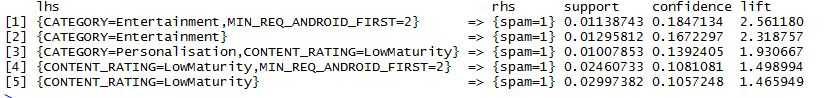 lhs rhs support confidence lift
[1] {CATEGORY=Entertainment,MIN_REQ_ANDROID_FIRST=2} => {spam=1} 0.01138743 0.1847134 2.561180
[2] {CATEGORY=Entertainment} => {spam=1} 0.01295812 0.1672297 2.318757
[3] {CATEGORY=Personalisation,CONTENT_RATING=LowMaturity} => {spam=1} 0.01007853 0.1392405 1.930667
[4] {CONTENT_RATING=LowMaturity,MIN_REQ_ANDROID_FIRST=2} => {spam=1} 0.02460733 0.1081081 1.498994
[5] {CONTENT_RATING=LowMaturity} => {spam=1} 0.02997382 0.1057248 1.465949
>